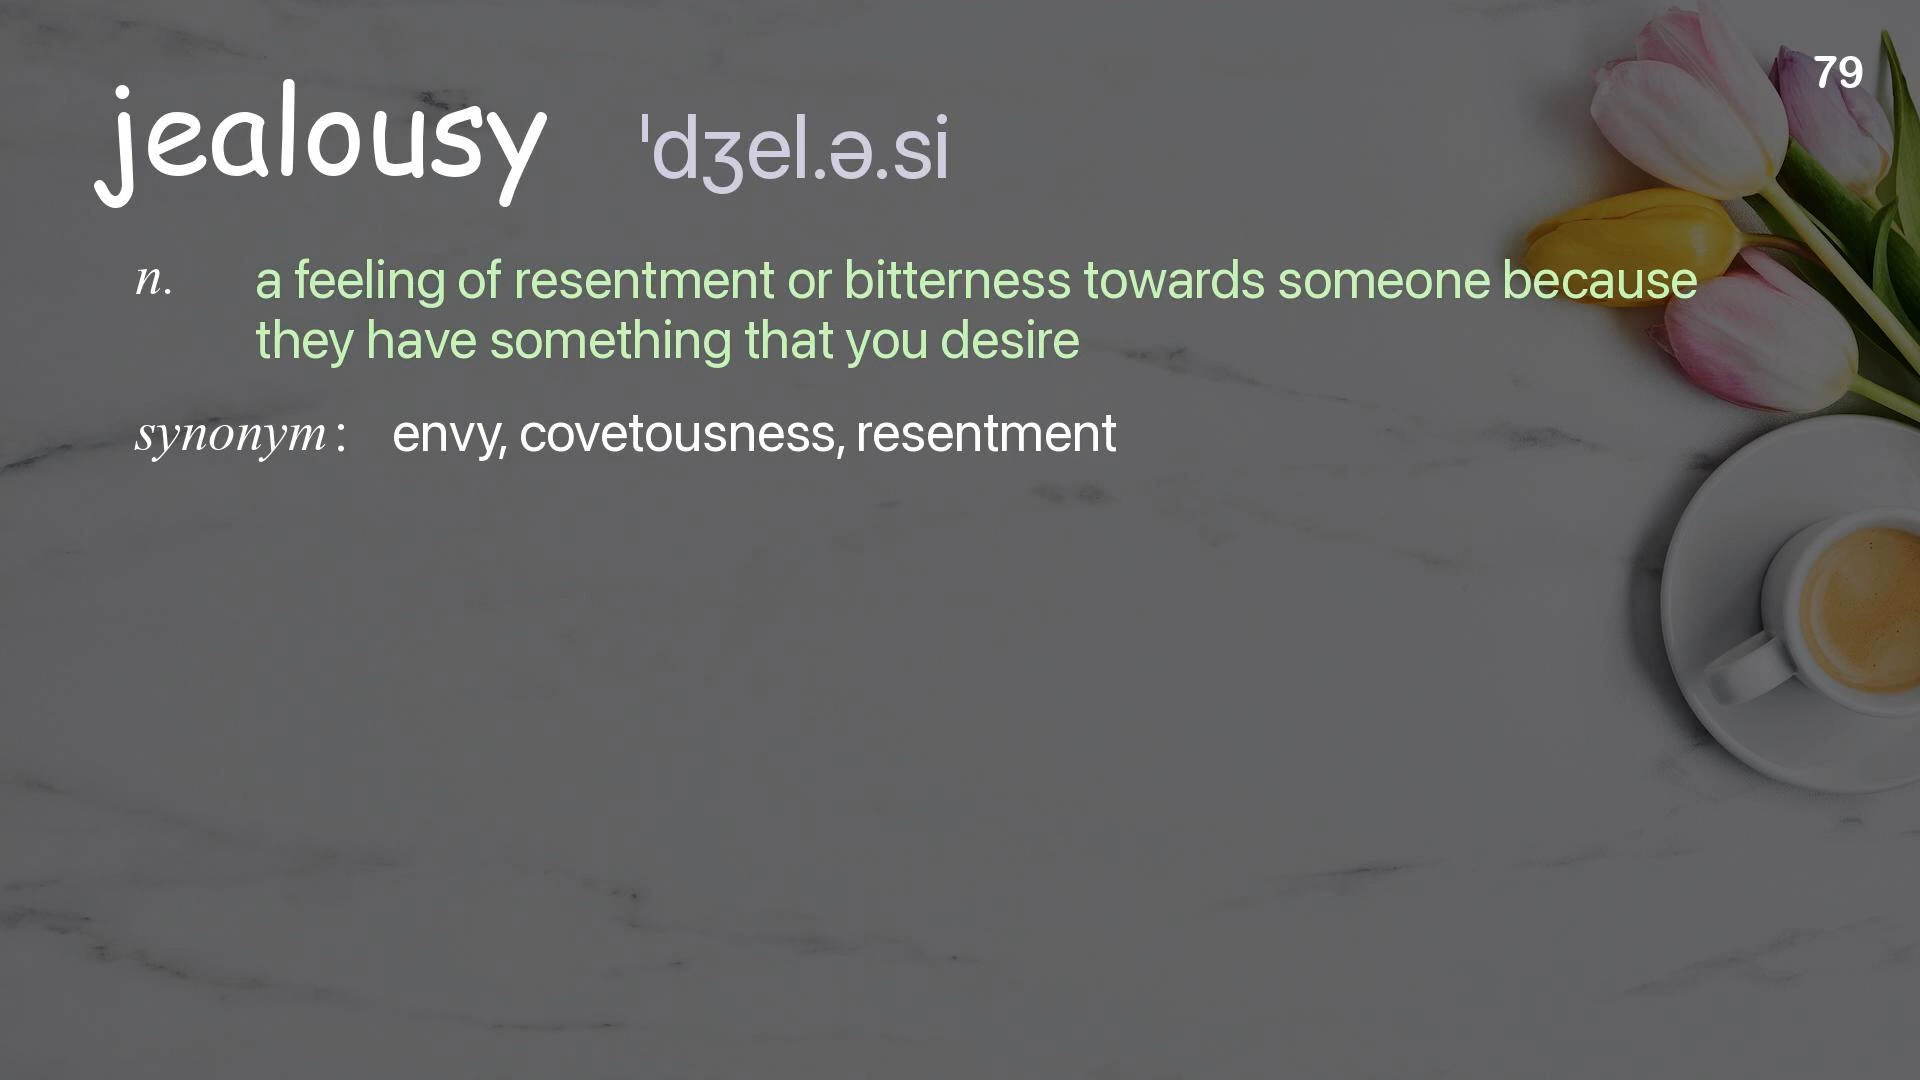 79
jealousy ˈdʒel.ə.si
n. a feeling of resentment or bitterness towards someone because
they have something that you desire
synonym: envy, covetousness, resentment